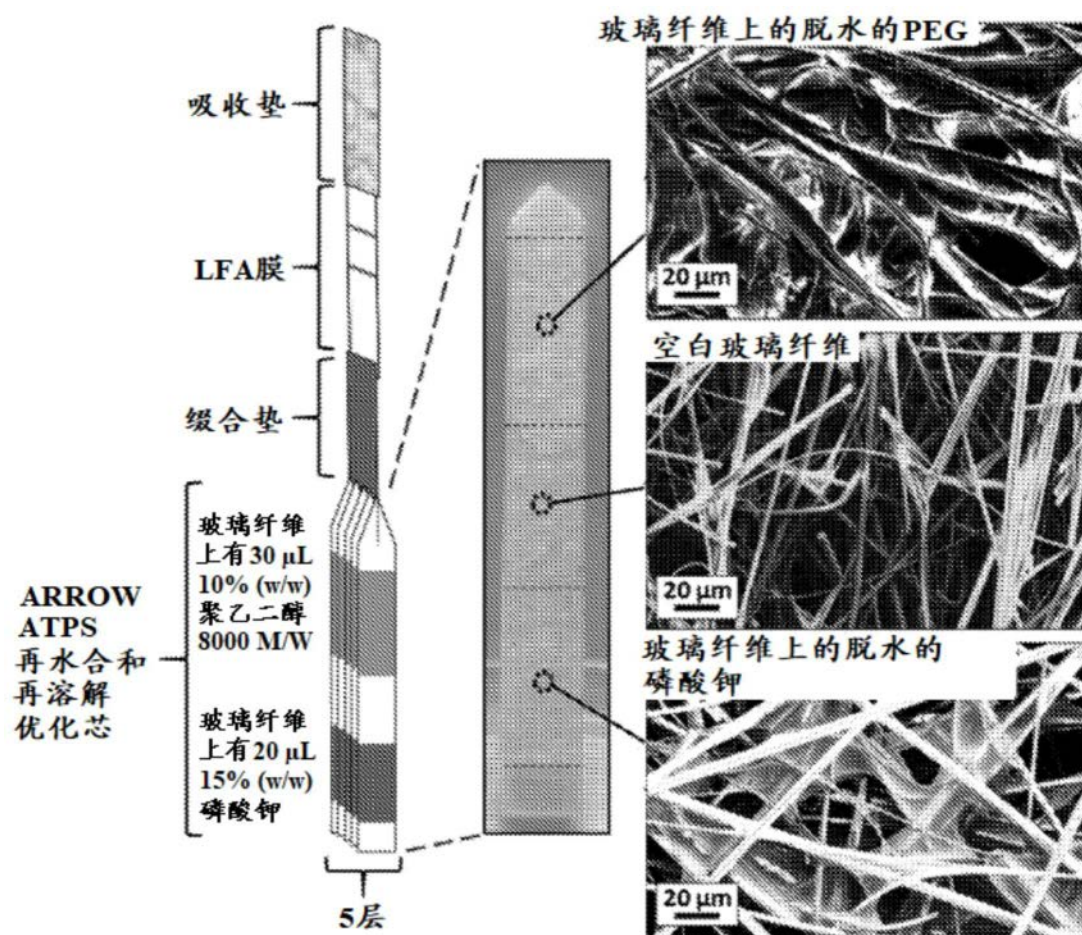 吸收垫
LFA膜
缀合垫
ARROW
ATPS
再水合和
再溶解
优化芯
玻璃纤维
上有30 µL
10% (w/w)
聚乙二醇
8000 M/W
玻璃纤维
上有20 µL
15% (w/w)
磷酸钾
5层
玻璃纤维上的脱水的PEG
20 µm
空白玻璃纤维
20 µm
玻璃纤维上的脱水的
磷酸钾
20 µm